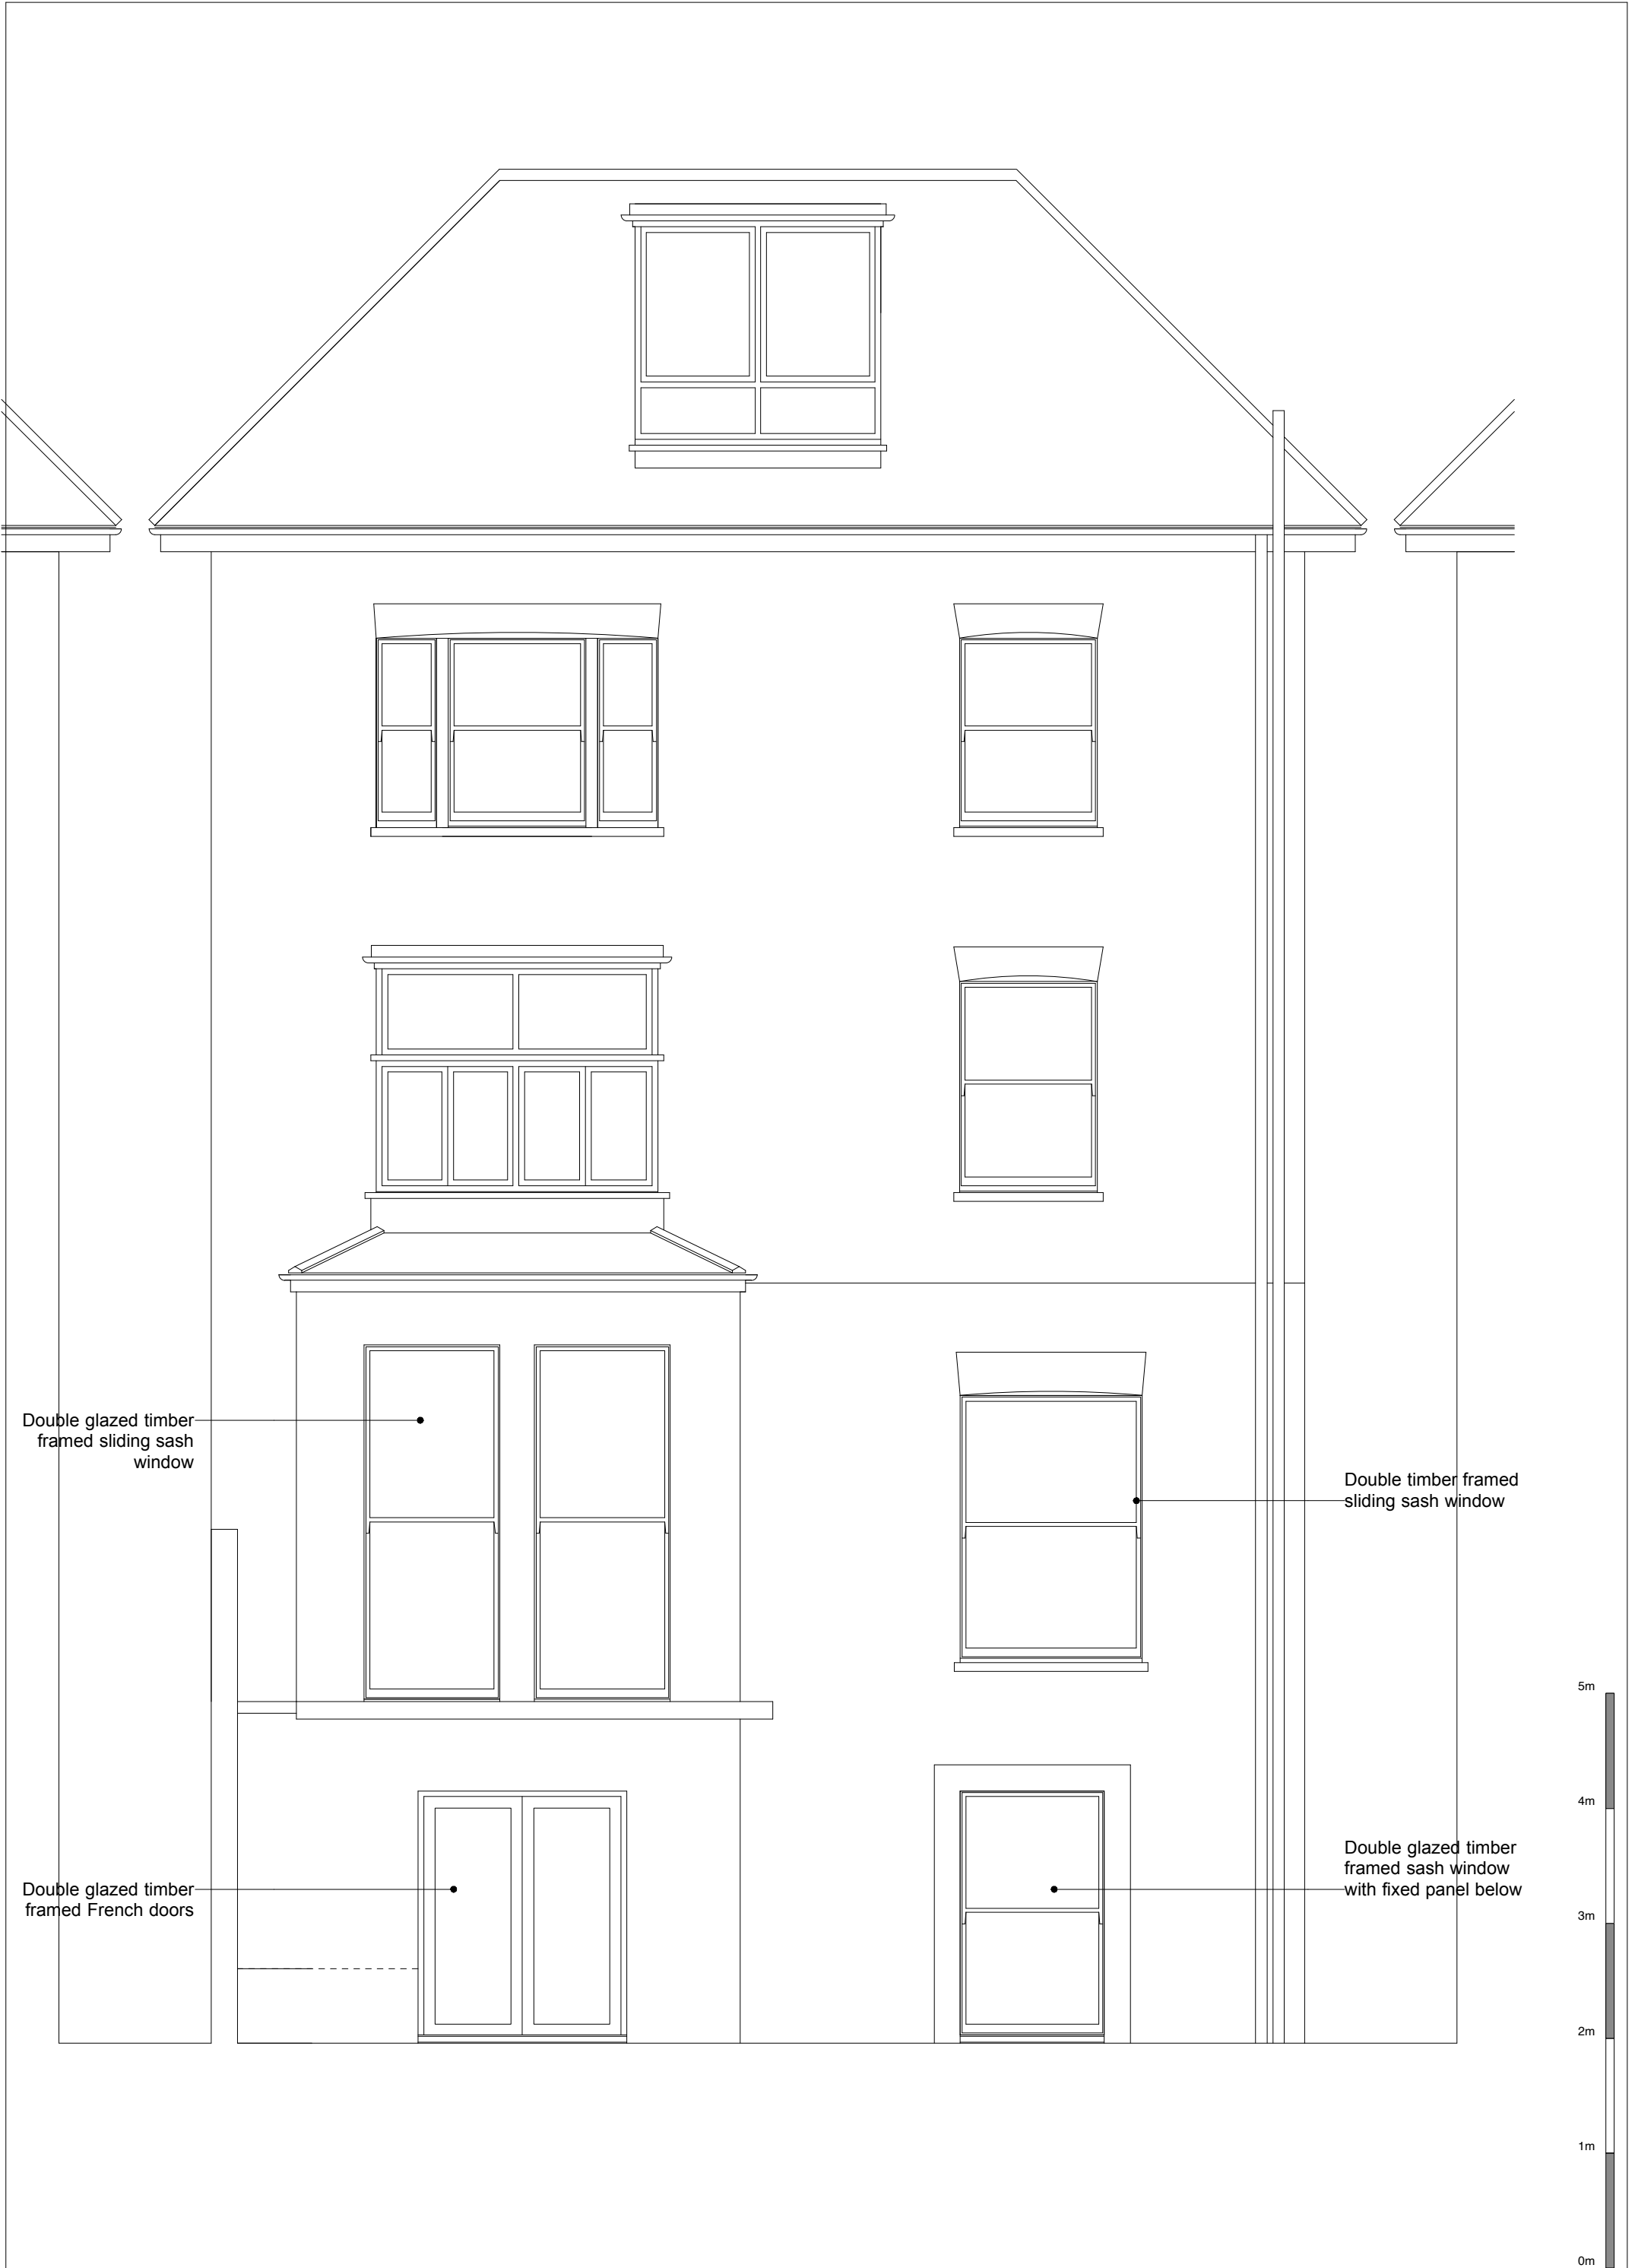 Double glazed timber
framed sliding sash
window
Double timber framed
sliding sash window
5m
4m
Double glazed timber
framed sash window
with fixed panel below
Double glazed timber
framed French doors
3m
2m
1m
0m